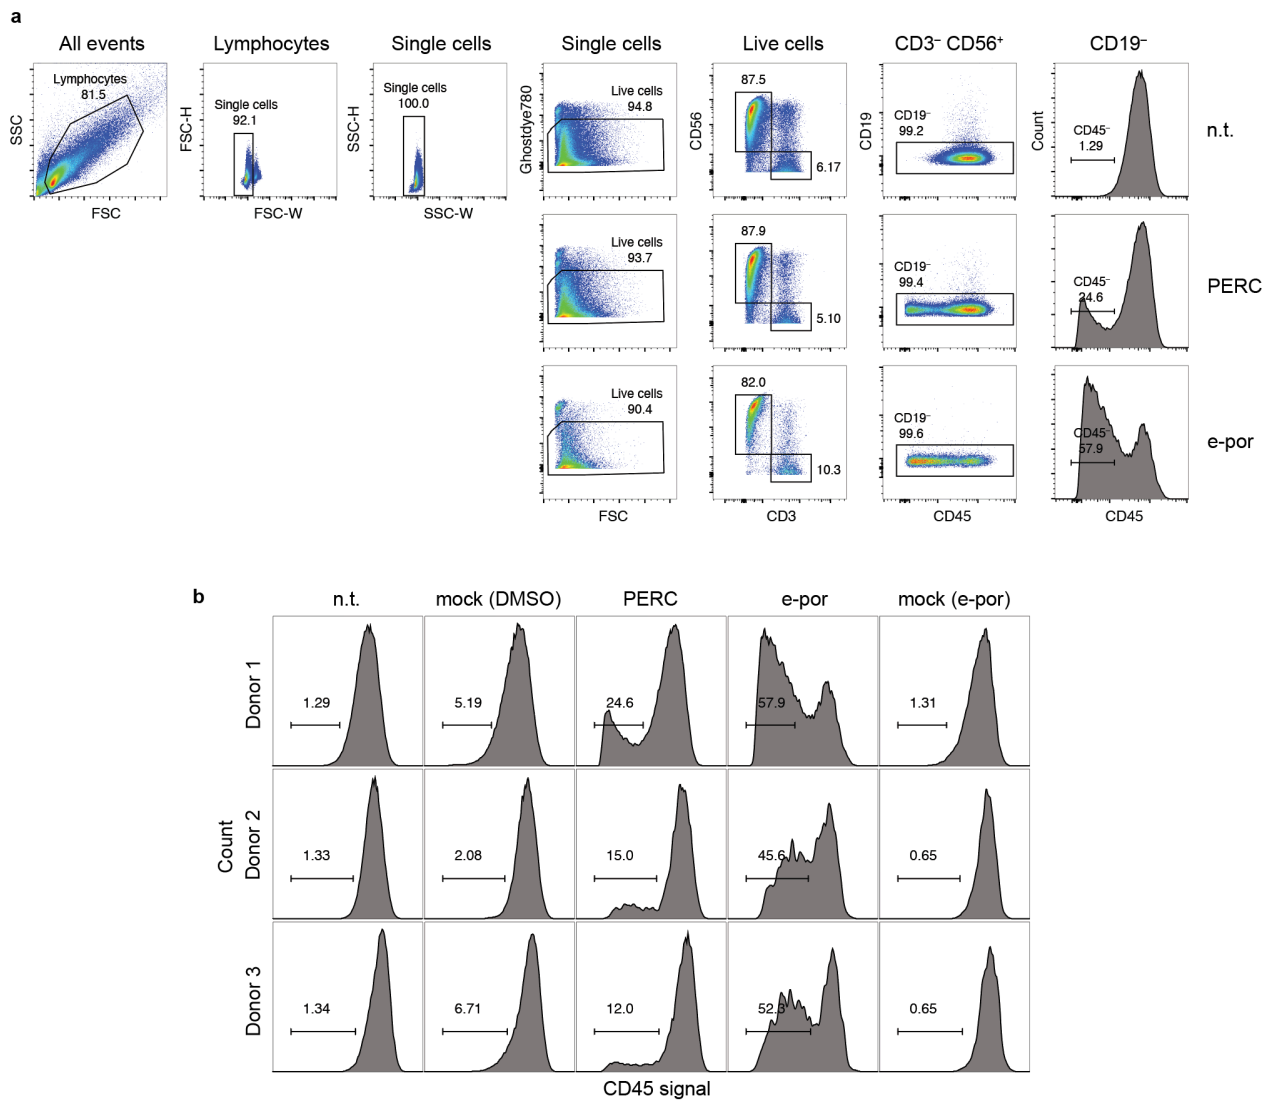 a
All events
Lymphocytes
Single cells
Single cells
Live cells
CD3– CD56+
CD19–
SSC
Lymphocytes
81.5
FSC
FSC-H
Single cells
92.1
FSC-W
SSC-H
Single cells
100.0
SSC-W
Ghostdye780
Live cells
94.8
CD56
87.5
6.17
CD19
CD19–
99.2
Count
CD45–
1.29
n.t.
Live cells
93.7
87.9
5.10
CD19–
99.4
CD45–
24.6
PERC
Live cells
90.4
82.0
10.3
CD19–
99.6
CD45–
57.9
e-por
FSC
CD3
CD45
CD45
b
n.t.
mock (DMSO)
PERC
e-por
mock (e-por)
Donor 1
1.29
5.19
24.6
57.9
1.31
Count
Donor 2
1.33
2.08
15.0
45.6
0.65
Donor 3
1.34
6.71
12.0
52.3
0.65
CD45 signal